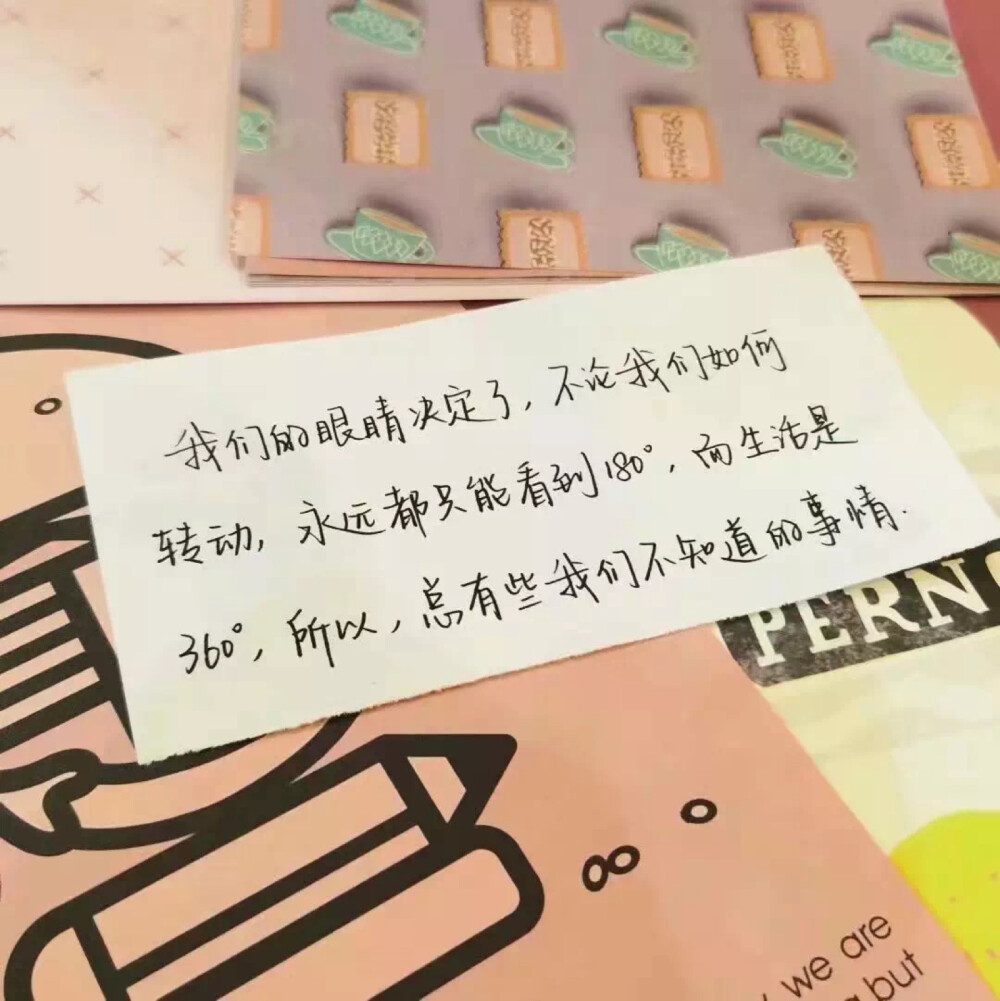 我们的眼睛决定了,不论我们如何
转动,永远都只能看到180°,而生活是
360°,所以,总有些我们不知道的事情.
PERNO
we are
but